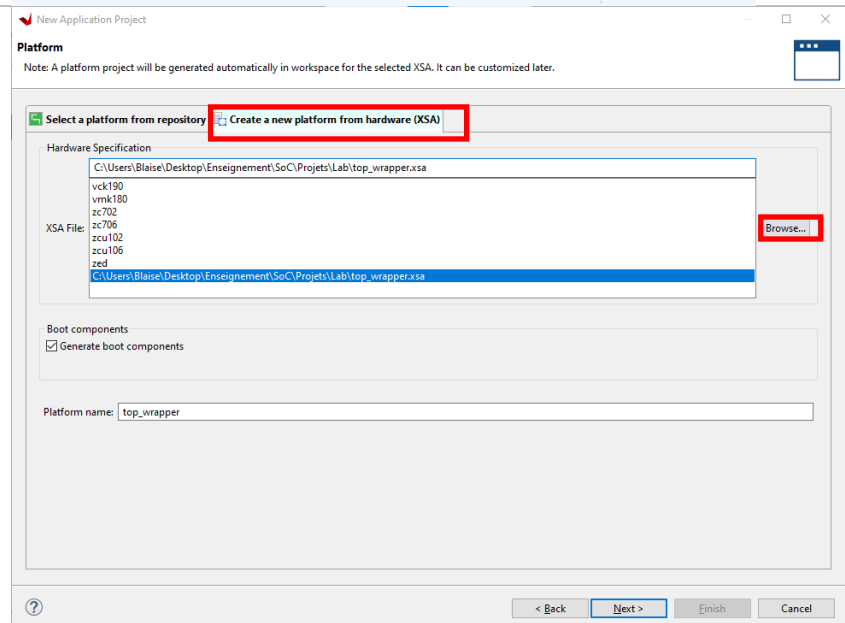 New Application Project
Platform
Note: A platform project will be generated automatically in workspace for the selected XSA. It can be customized later.
Select a platform from repository Create a new platform from hardware (XSA)
Hardware Specification
C:\Users\Blaise\Desktop\Enseignement\SoC\Projets\Lab\top_wrapper.xsa
vck190
vmk180
zc702
XSA File: zc706 Browse...
zcu102
zcu106
zed
C:\Users\Blaise\Desktop\Enseignement\SoC\Projets\Lab\top_wrapper.xsa
Boot components
Generate boot components
Platform name: top_wrapper
? < Back Next > Finish Cancel